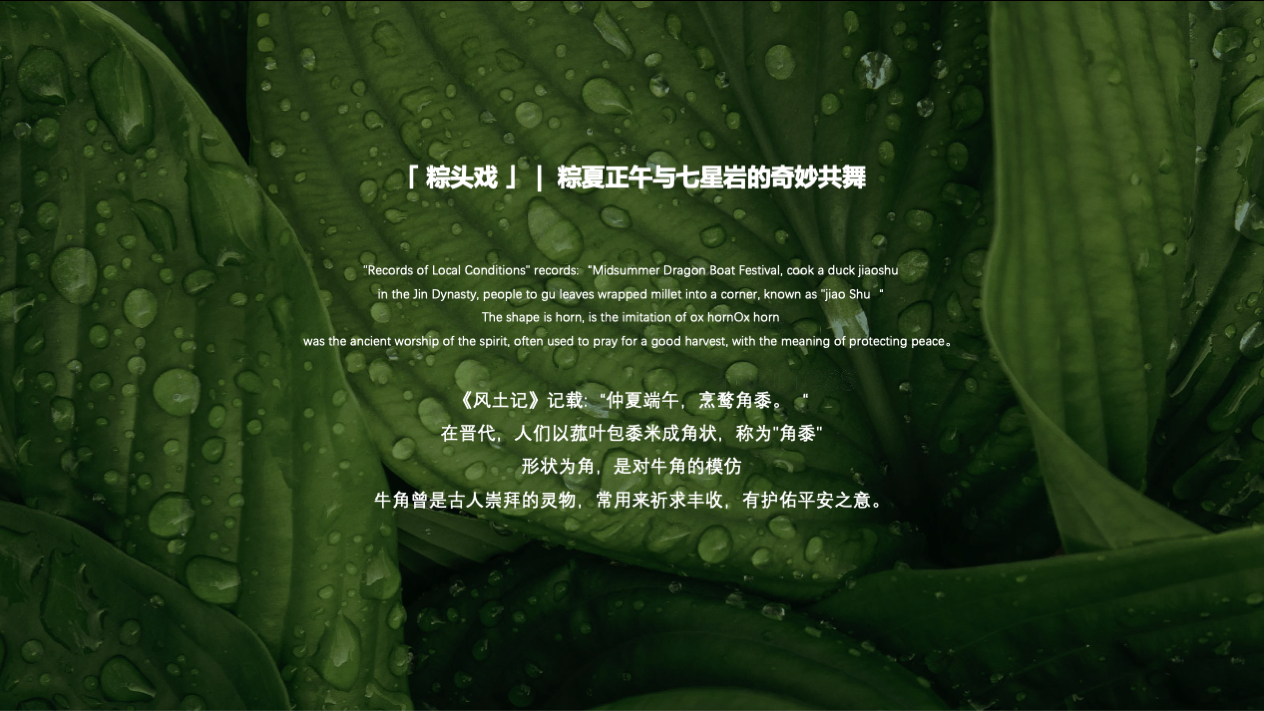 「 粽头戏 」 | 粽夏正午与七星岩的奇妙共舞
"Records of Local Conditions" records: "Midsummer Dragon Boat Festival, cook a duck jiaoshu
in the Jin Dynasty, people to gu leaves wrapped millet into a corner, known as "jiao Shu "
The shape is horn, is the imitation of ox hornOx horn
was the ancient worship of the spirit, often used to pray for a good harvest, with the meaning of protecting peace。
《风土记》记载: "仲夏端午，烹鹜角黍。 "
在晋代，人们以菰叶包黍米成角状，称为"角黍"
形状为角，是对牛角的模仿
牛角曾是古人崇拜的灵物，常用来祈求丰收，有护佑平安之意。